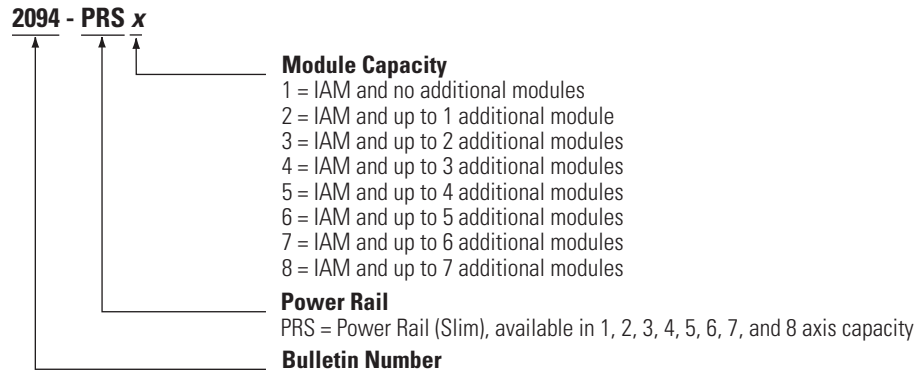 2094 - PRS x
Module Capacity
1 = IAM and no additional modules
2 = IAM and up to 1 additional module
3 = IAM and up to 2 additional modules
4 = IAM and up to 3 additional modules
5 = IAM and up to 4 additional modules
6 = IAM and up to 5 additional modules
7 = IAM and up to 6 additional modules
8 = IAM and up to 7 additional modules
Power Rail
PRS = Power Rail (Slim), available in 1, 2, 3, 4, 5, 6, 7, and 8 axis capacity
Bulletin Number